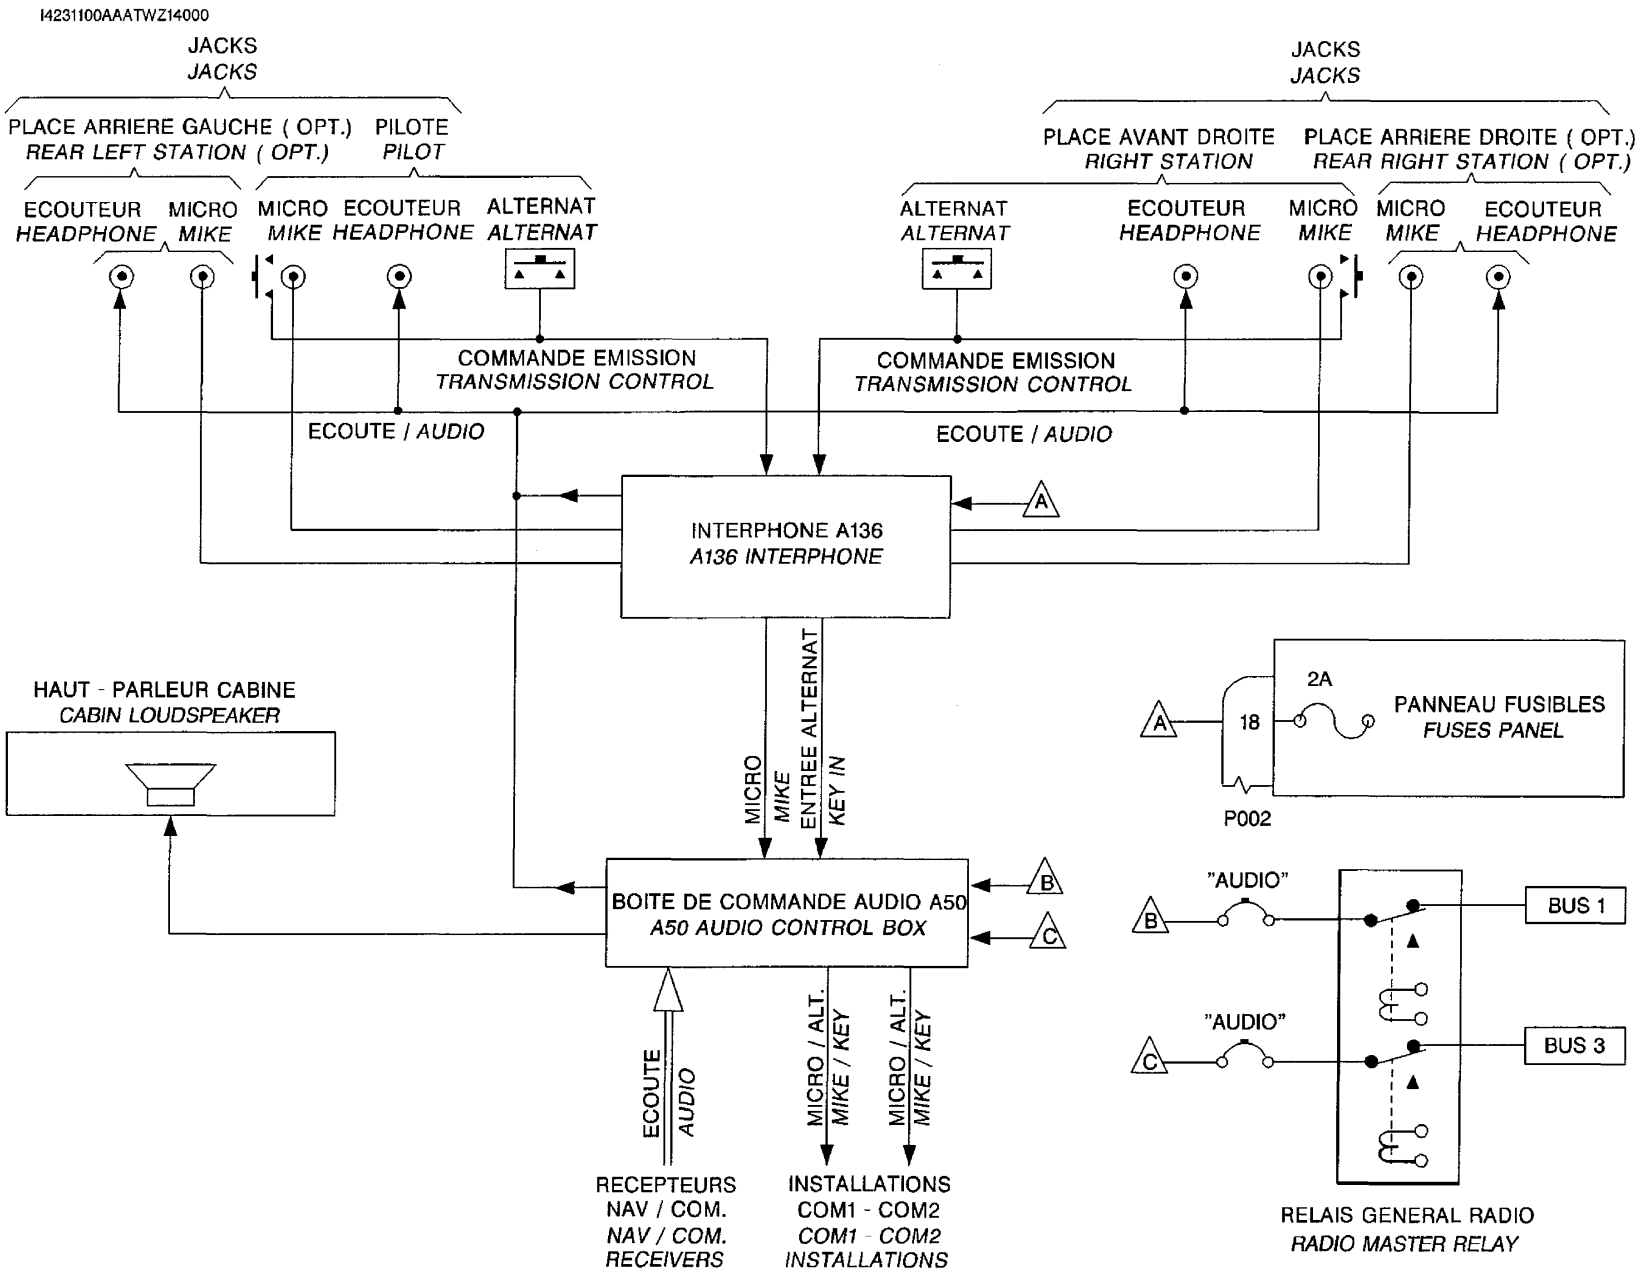 I4231100AAATWZ14000
JACKS
JACKS
PLACE ARRIERE GAUCHE ( OPT.)
REAR LEFT STATION ( OPT.)
PILOTE
PILOT
ECOUTEUR
HEADPHONE
MICRO
MIKE
MICRO
MIKE
ECOUTEUR
HEADPHONE
ALTERNAT
ALTERNAT
JACKS
JACKS
PLACE AVANT DROITE
RIGHT STATION
PLACE ARRIERE DROITE ( OPT.)
REAR RIGHT STATION ( OPT.)
ALTERNAT
ALTERNAT
ECOUTEUR
HEADPHONE
MICRO
MIKE
MICRO
MIKE
ECOUTEUR
HEADPHONE
COMMANDE EMISSION
TRANSMISSION CONTROL
COMMANDE EMISSION
TRANSMISSION CONTROL
ECOUTE / AUDIO
ECOUTE / AUDIO
INTERPHONE A136
A136 INTERPHONE
A
MICRO
MIKE
ENTREE ALTERNAT
KEY IN
HAUT - PARLEUR CABINE
CABIN LOUDSPEAKER
A
18
2A
PANNEAU FUSIBLES
FUSES PANEL
P002
BOITE DE COMMANDE AUDIO A50
A50 AUDIO CONTROL BOX
B
C
B
"AUDIO"
BUS 1
C
"AUDIO"
BUS 3
RELAIS GENERAL RADIO
RADIO MASTER RELAY
ECOUTE
AUDIO
MICRO / ALT.
MIKE / KEY
MICRO / ALT.
MIKE / KEY
RECEPTEURS
NAV / COM.
NAV / COM.
RECEIVERS
INSTALLATIONS
COM1 - COM2
COM1 - COM2
INSTALLATIONS